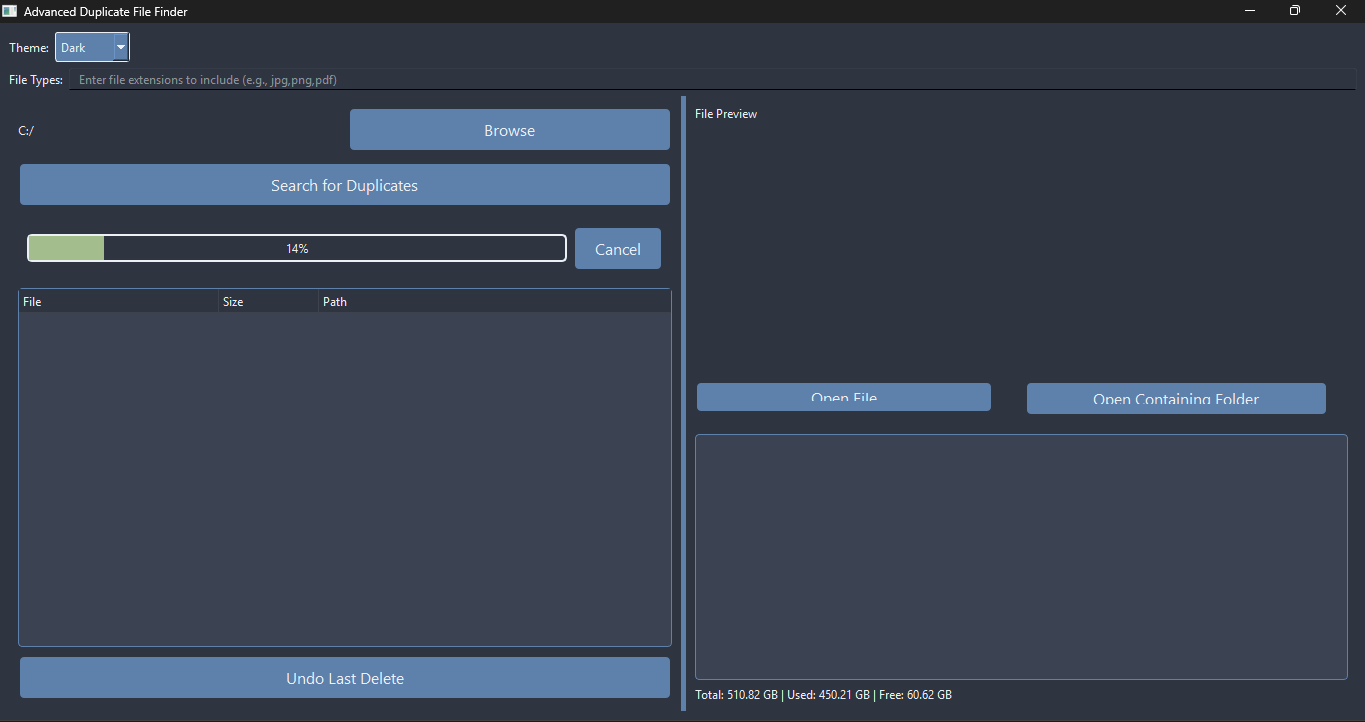 Advanced Duplicate File Finder
Theme: Dark
File Types: Enter file extensions to include (e.g., jpg,png,pdf)
C:/ Browse
Search for Duplicates
14% Cancel
File Size Path
Undo Last Delete
File Preview
Open File Open Containing Folder
Total: 510.82 GB | Used: 450.21 GB | Free: 60.62 GB